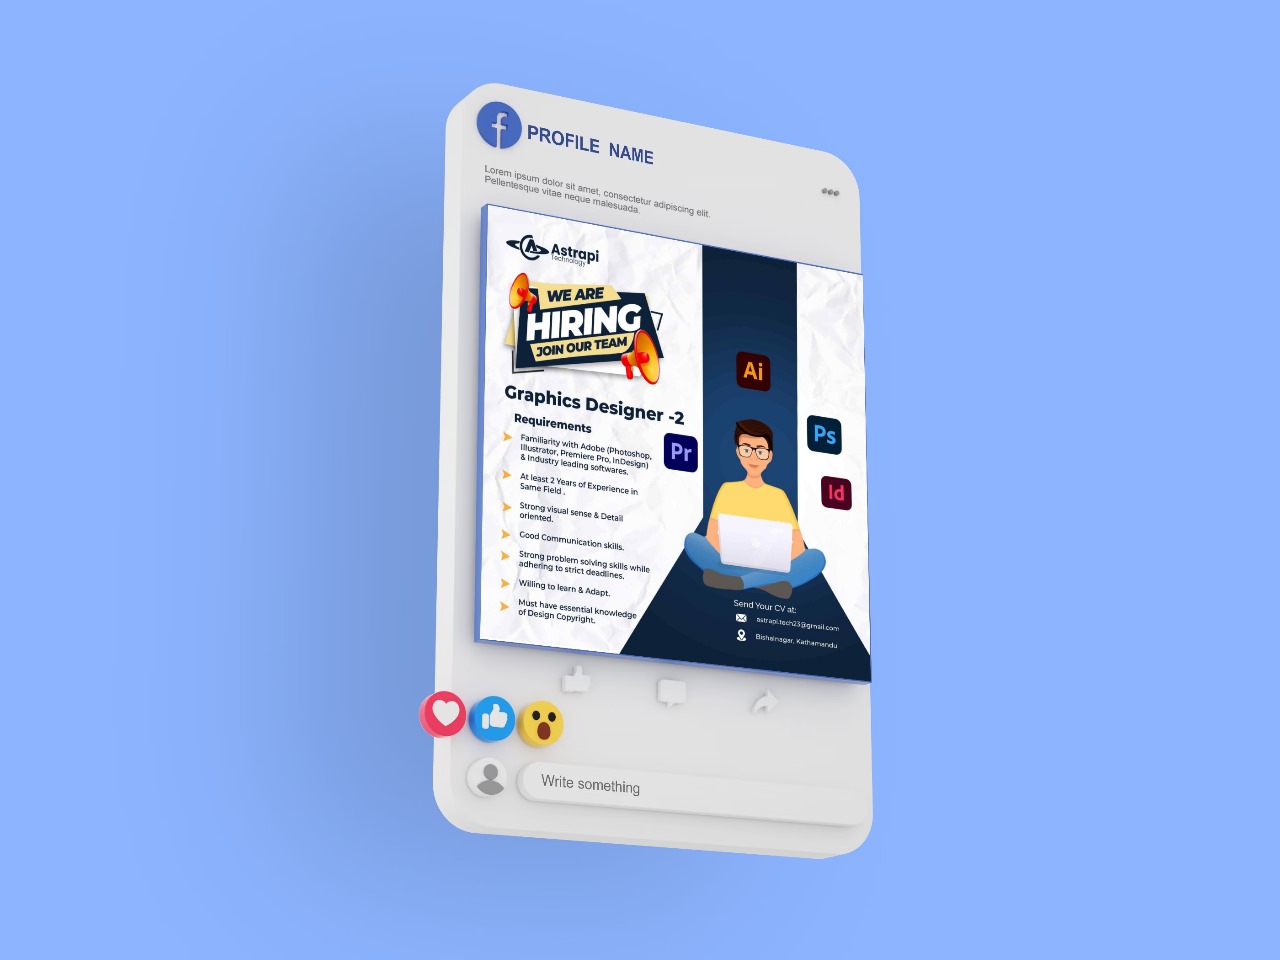 f
PROFILE NAME
Lorem ipsum dolor sit amet, consectetur adipiscing elit.
Pellentesque vitae neque malesuada.
A
Astrapi
Technology
WE ARE
HIRING
JOIN OUR TEAM
Graphics Designer -2
Requirements
Familiarity with Adobe (Photoshop,
Illustrator, Premiere Pro, InDesign)
& Industry leading softwares.
At least 2 Years of Experience in
Same Field .
Strong visual sense & Detail
oriented.
Good Communication skills.
Strong problem solving skills while
adhering to strict deadlines.
Willing to learn & Adapt.
Must have essential knowledge
of Design Copyright.
Ai
Pr
Ps
Id
Send Your CV at:
astrapi.tech23@gmail.com
Bishalnagar, Kathamandu
Write something